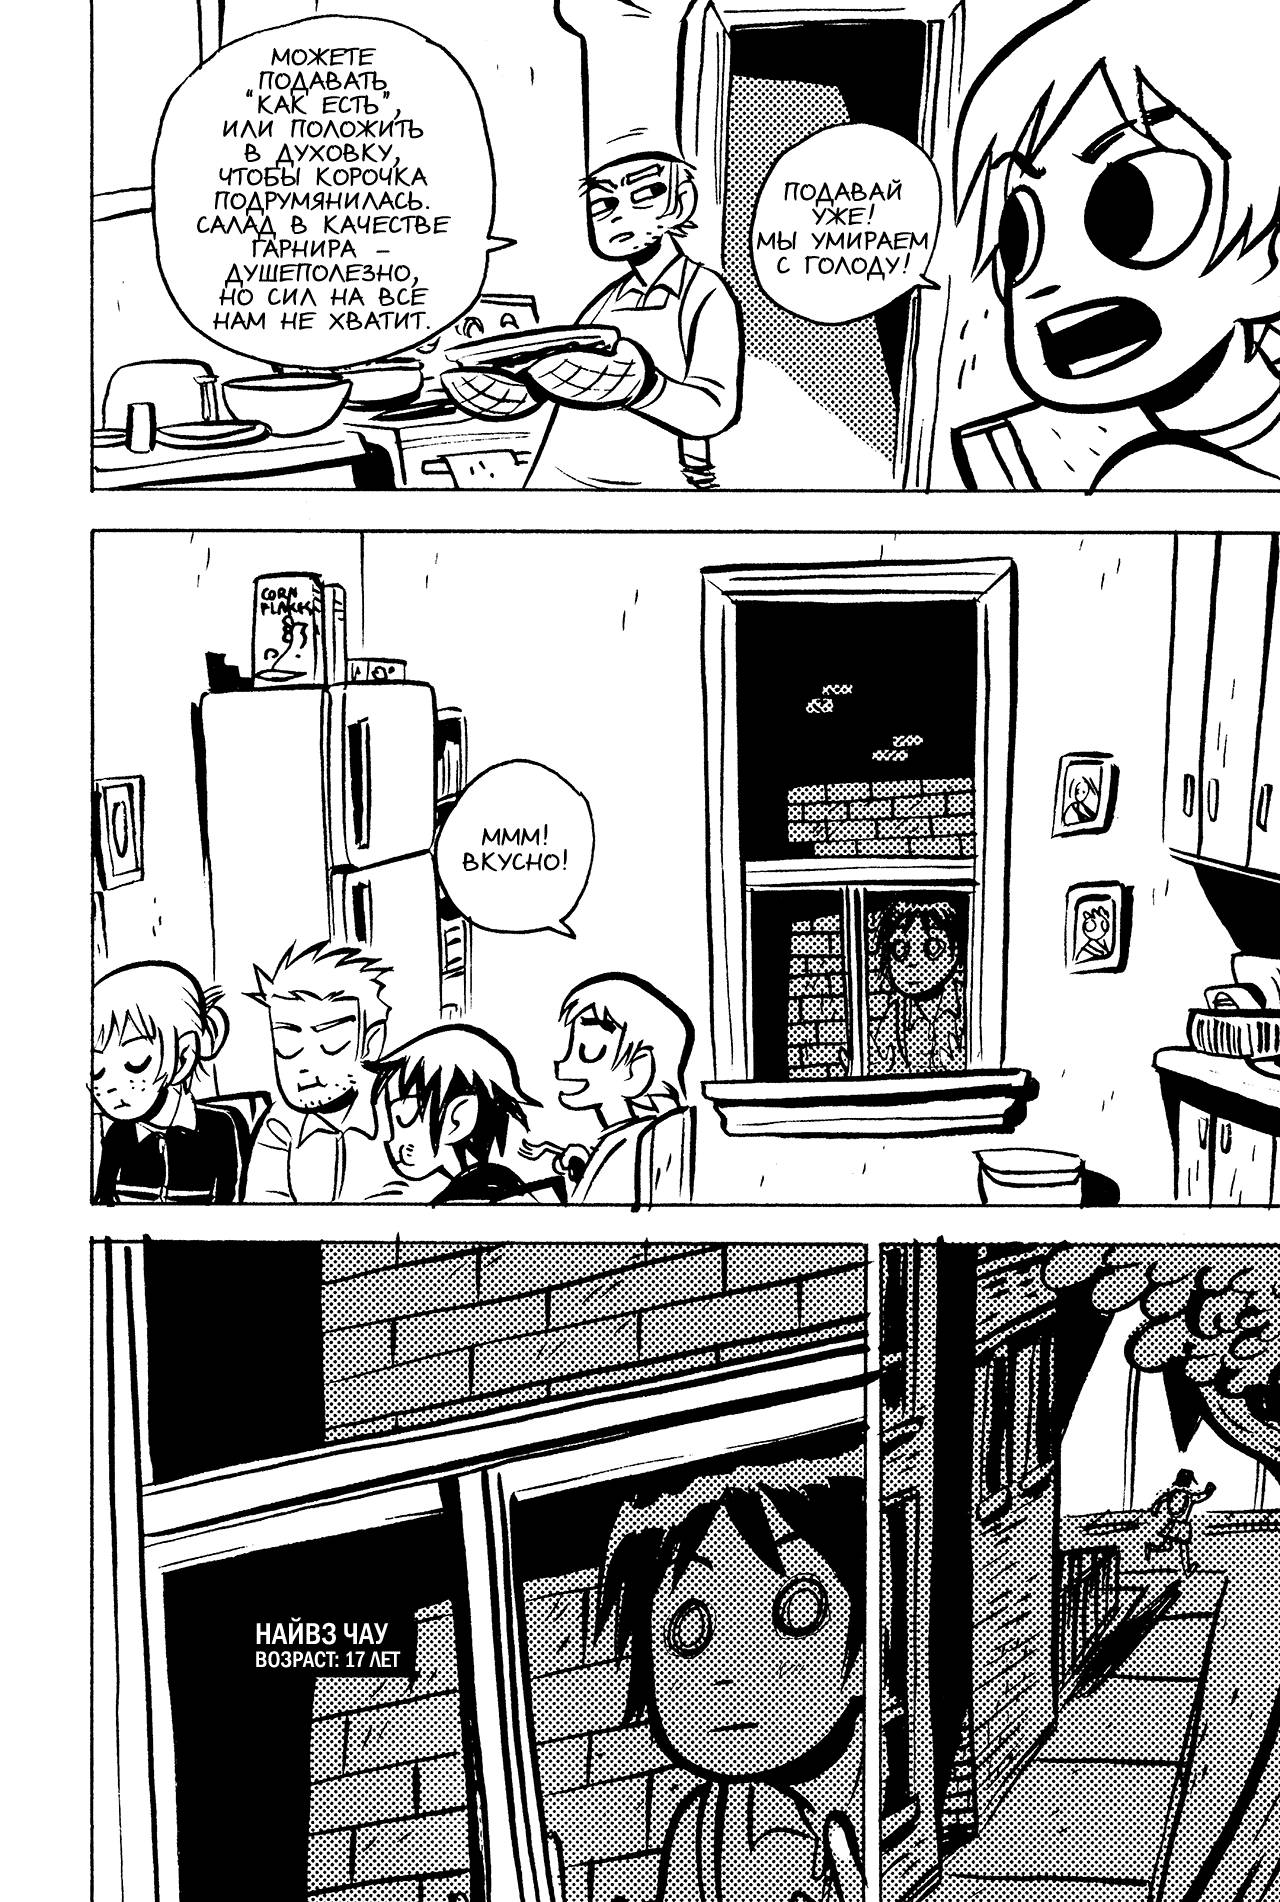 МОЖЕТЕ
ПОДАВАТЬ
"КАК ЕСТЬ",
ИЛИ ПОЛОЖИТЬ
В ДУХОВКУ,
ЧТОБЫ КОРОЧКА
ПОДРУМЯНИЛАСЬ.
САЛАД В КАЧЕСТВЕ
ГАРНИРА –
ДУШЕПОЛЕЗНО,
НО СИЛ НА ВСЕ
НАМ НЕ ХВАТИТ.
ПОДАВАЙ
УЖЕ!
МЫ УМИРАЕМ
С ГОЛОДУ!
CORN
FLAKES
МММ!
ВКУСНО!
НАЙВЗ ЧАУ
ВОЗРАСТ: 17 ЛЕТ